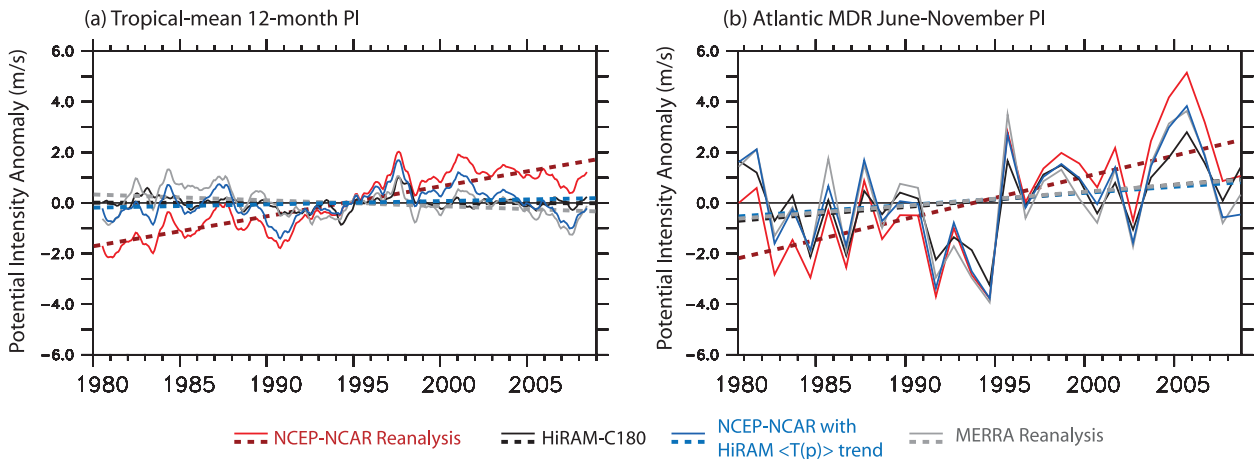 (a) Tropical-mean 12-month PI
(b) Atlantic MDR June-November PI
Potential Intensity Anomaly (m/s)
6.0
4.0
2.0
0.0
−2.0
−4.0
−6.0
1980 1985 1990 1995 2000 2005
Potential Intensity Anomaly (m/s)
6.0
4.0
2.0
0.0
−2.0
−4.0
−6.0
1980 1985 1990 1995 2000 2005
NCEP-NCAR Reanalysis
HiRAM-C180
NCEP-NCAR with
HiRAM <T(p)> trend
MERRA Reanalysis